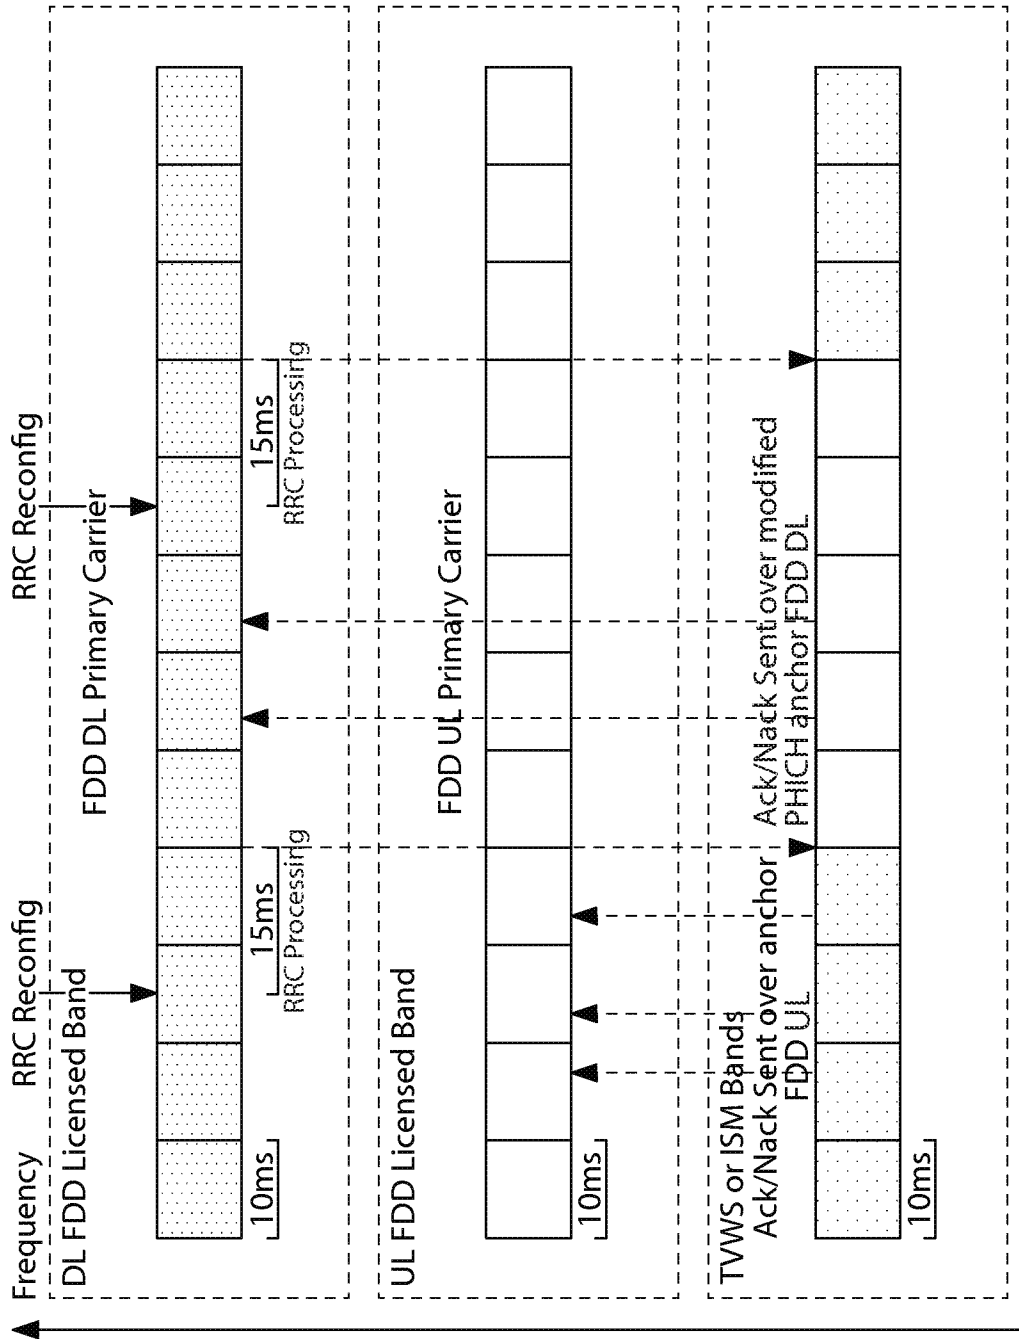 Frequency
RRC Reconfig
RRC Reconfig
DL FDD Licensed Band
FDD DL Primary Carrier
10ms
15ms
RRC Processing
15ms
RRC Processing
UL FDD Licensed Band
FDD UL Primary Carrier
10ms
TVWS or ISM Bands
Ack/Nack Sent over anchor
FDD UL
Ack/Nack Sent over modified
PHICH anchor FDD DL
10ms